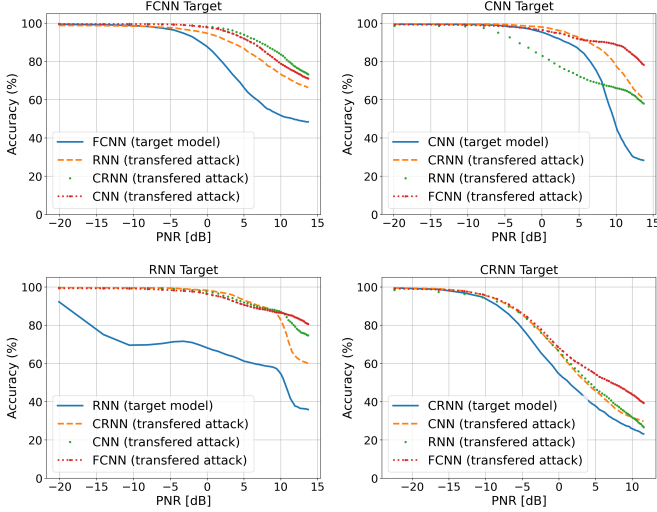 FCNN Target
100
80
60
40
20
0
Accuracy (%)
FCNN (target model)
RNN (transfered attack)
CRNN (transfered attack)
CNN (transfered attack)
−20 −15 −10 −5 0 5 10 15
PNR [dB]
CNN Target
100
80
60
40
20
0
Accuracy (%)
CNN (target model)
CRNN (transfered attack)
RNN (transfered attack)
FCNN (transfered attack)
−20 −15 −10 −5 0 5 10
PNR [dB]
RNN Target
100
80
60
40
20
0
Accuracy (%)
RNN (target model)
CRNN (transfered attack)
CNN (transfered attack)
FCNN (transfered attack)
−20 −15 −10 −5 0 5 10 15
PNR [dB]
CRNN Target
100
80
60
40
20
0
Accuracy (%)
CRNN (target model)
CNN (transfered attack)
RNN (transfered attack)
FCNN (transfered attack)
−20 −15 −10 −5 0 5 10
PNR [dB]